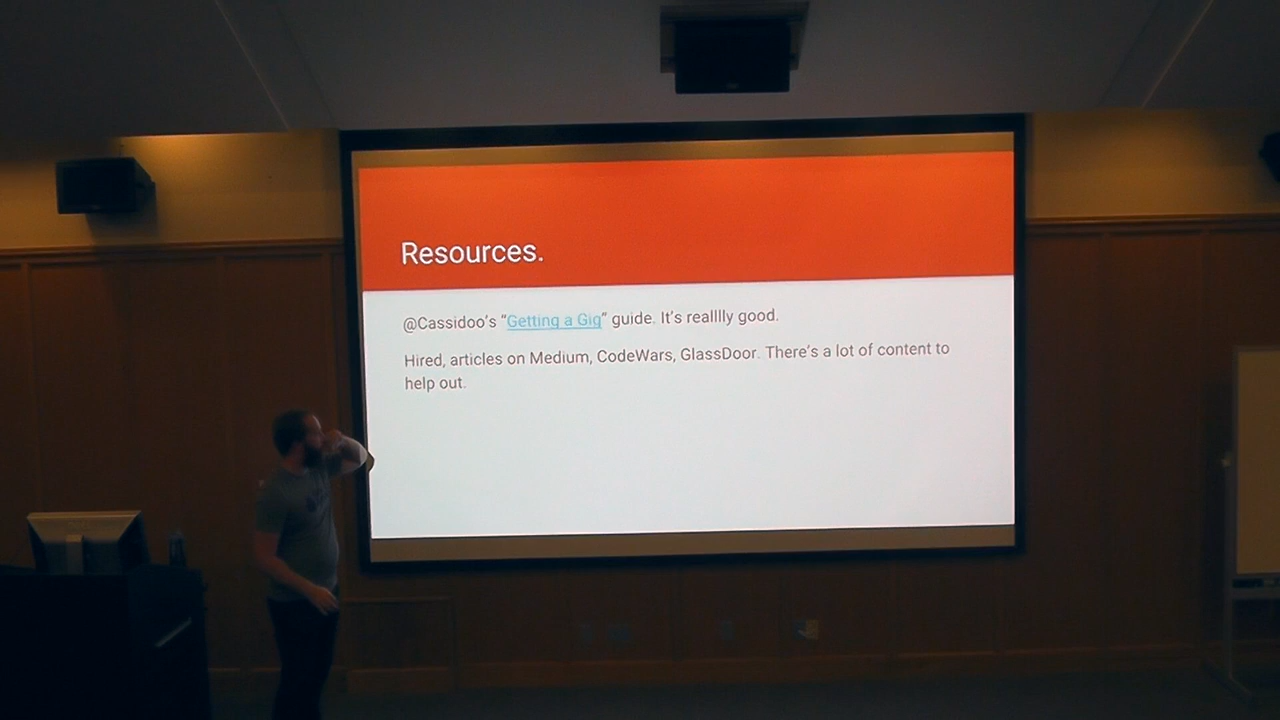 Resources.
@Cassidoo's “Getting a Gig” guide. It's realllly good.
Hired, articles on Medium, CodeWars, GlassDoor. There's a lot of content to
help out.